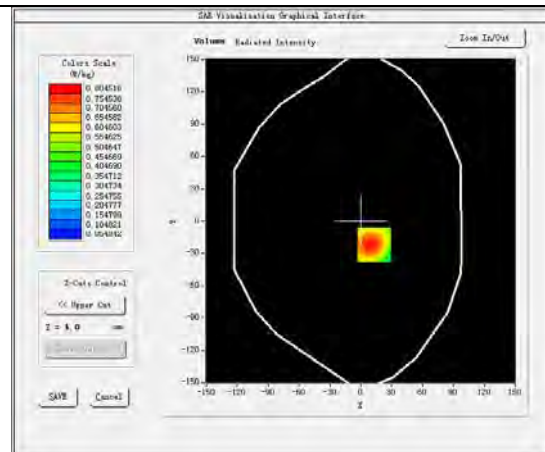 SAR Visualisation Graphical Interface
Volume Radiated Intensity
Zoom In/Out
Colors Scale
(W/kg)
0.804516
0.754538
0.704560
0.654582
0.604603
0.554625
0.504647
0.454669
0.404690
0.354712
0.304734
0.254755
0.204777
0.154799
0.104821
0.054842
150
120
90
60
30
0
-30
-60
-90
-120
-150
Y
-150 -120 -90 -60 -30 0 30 60 90 120 150
X
Z-Cuts Control
<< Upper Cut
Z = 4.0 mm
SAVE
Cancel